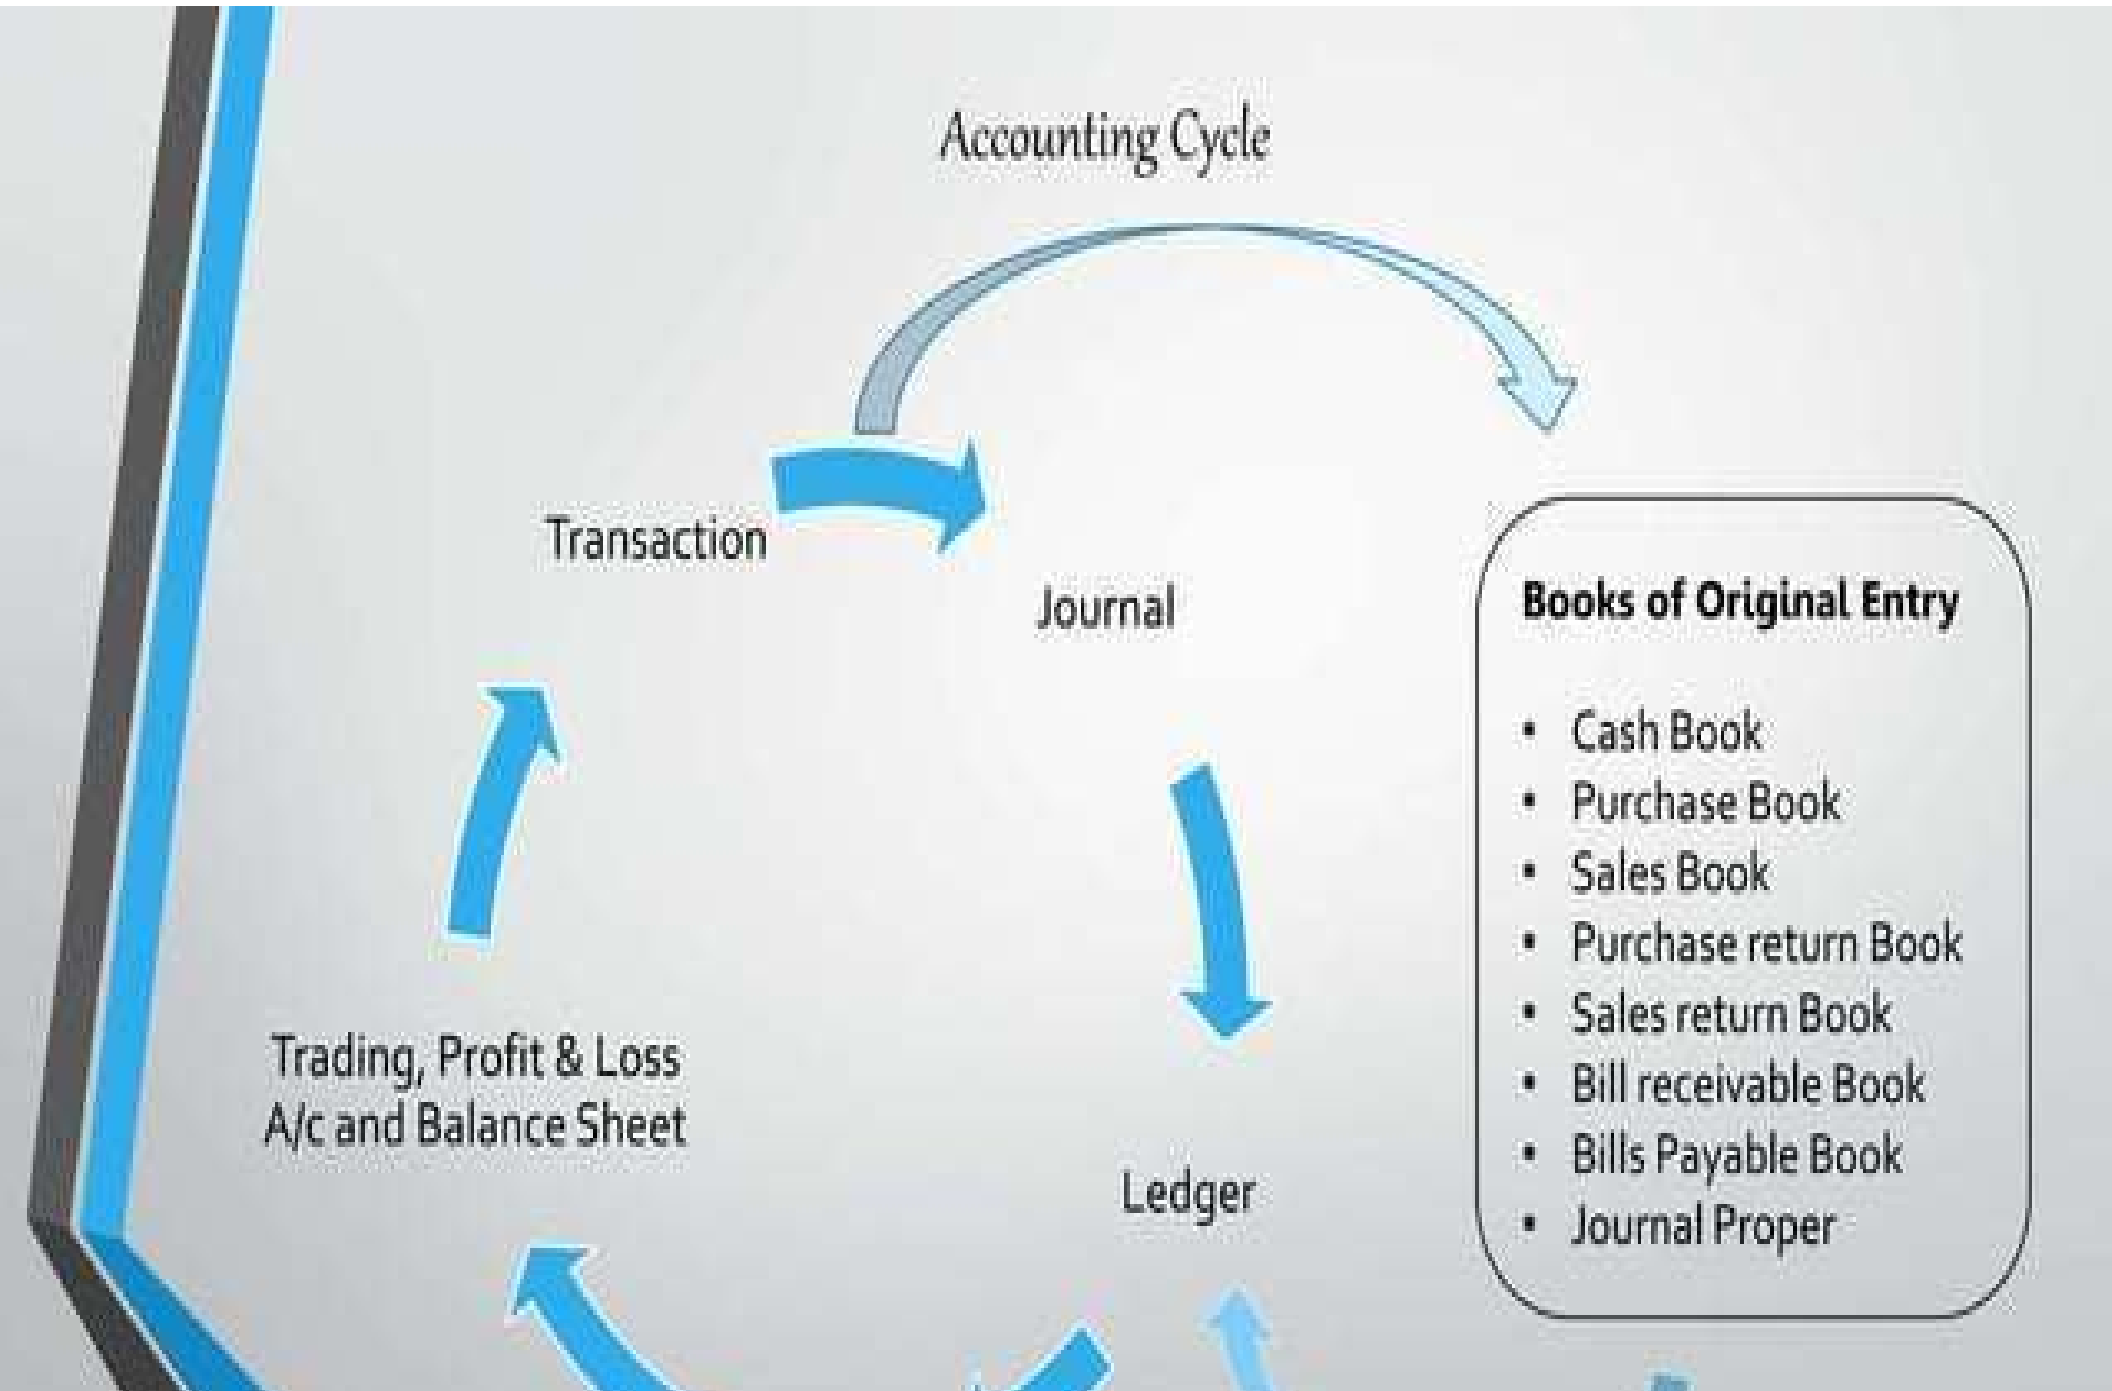 Accounting Cycle
Transaction
Journal
Trading, Profit & Loss
A/c and Balance Sheet
Ledger
Books of Original Entry
• Cash Book
• Purchase Book
• Sales Book
• Purchase return Book
• Sales return Book
• Bill receivable Book
• Bills Payable Book
• Journal Proper